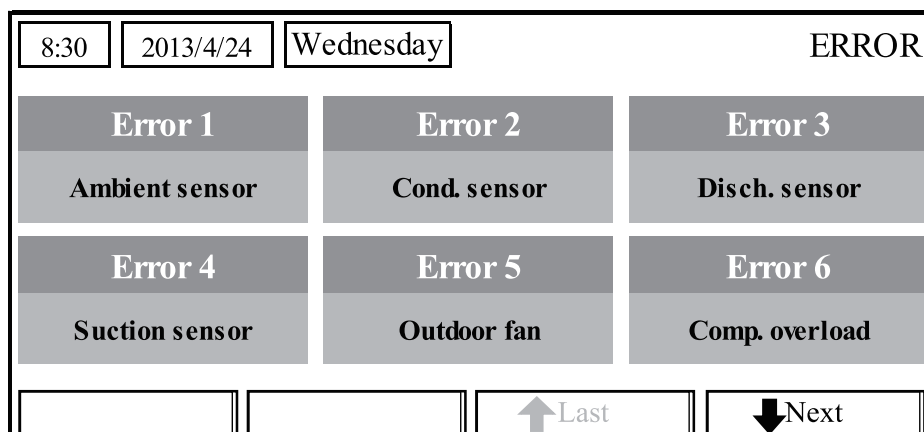 8:30 2013/4/24 Wednesday ERROR
Error 1 Error 2 Error 3
Ambient sensor Cond. sensor Disch. sensor
Error 4 Error 5 Error 6
Suction sensor Outdoor fan Comp. overload
Last Next